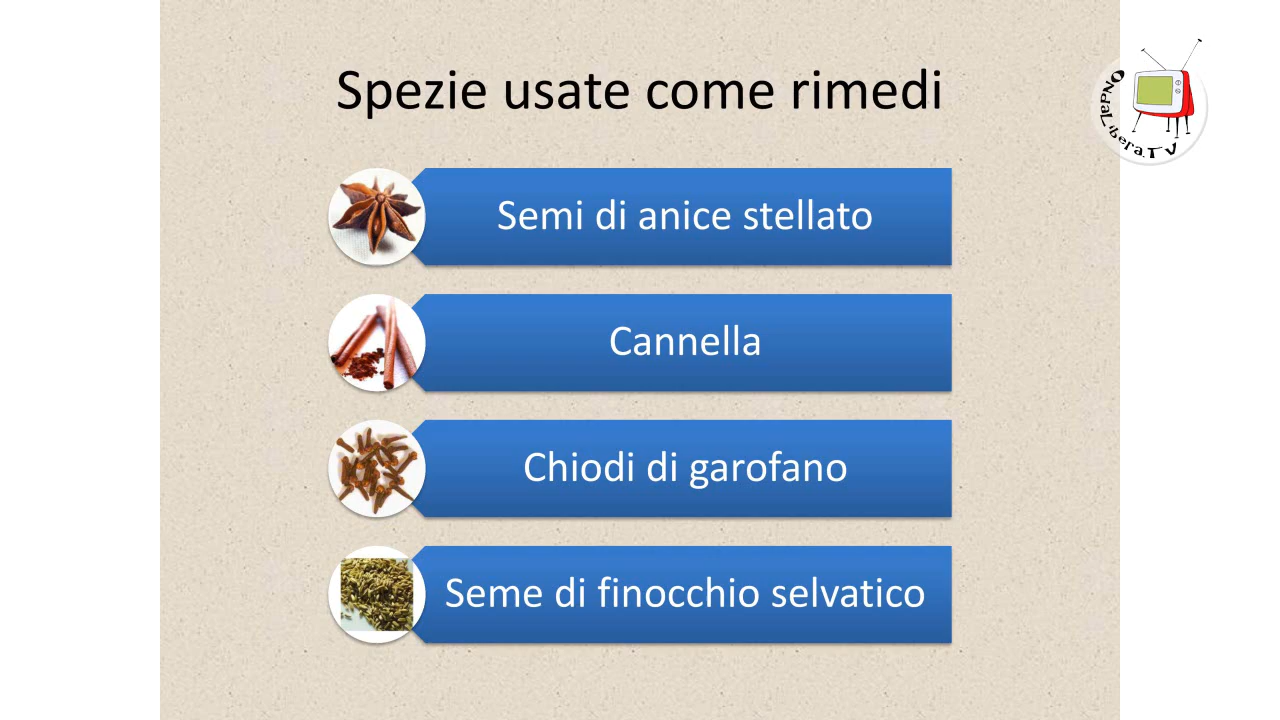 Spezie usate come rimedi
OndaLibera.TV
Semi di anice stellato
Cannella
Chiodi di garofano
Seme di finocchio selvatico